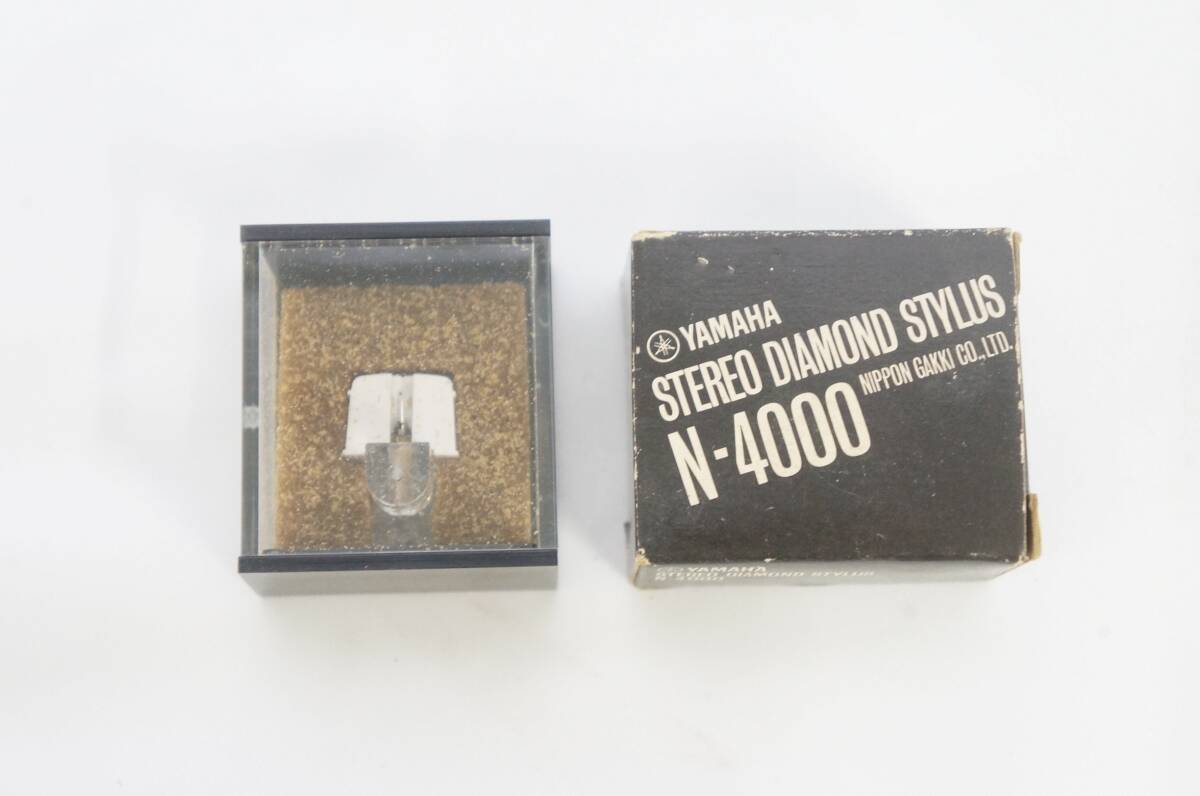 YAMAHA
STEREO DIAMOND STYLUS
N-4000 NIPPON GAKKI CO.,LTD.
YAMAHA
STEREO DIAMOND STYLUS